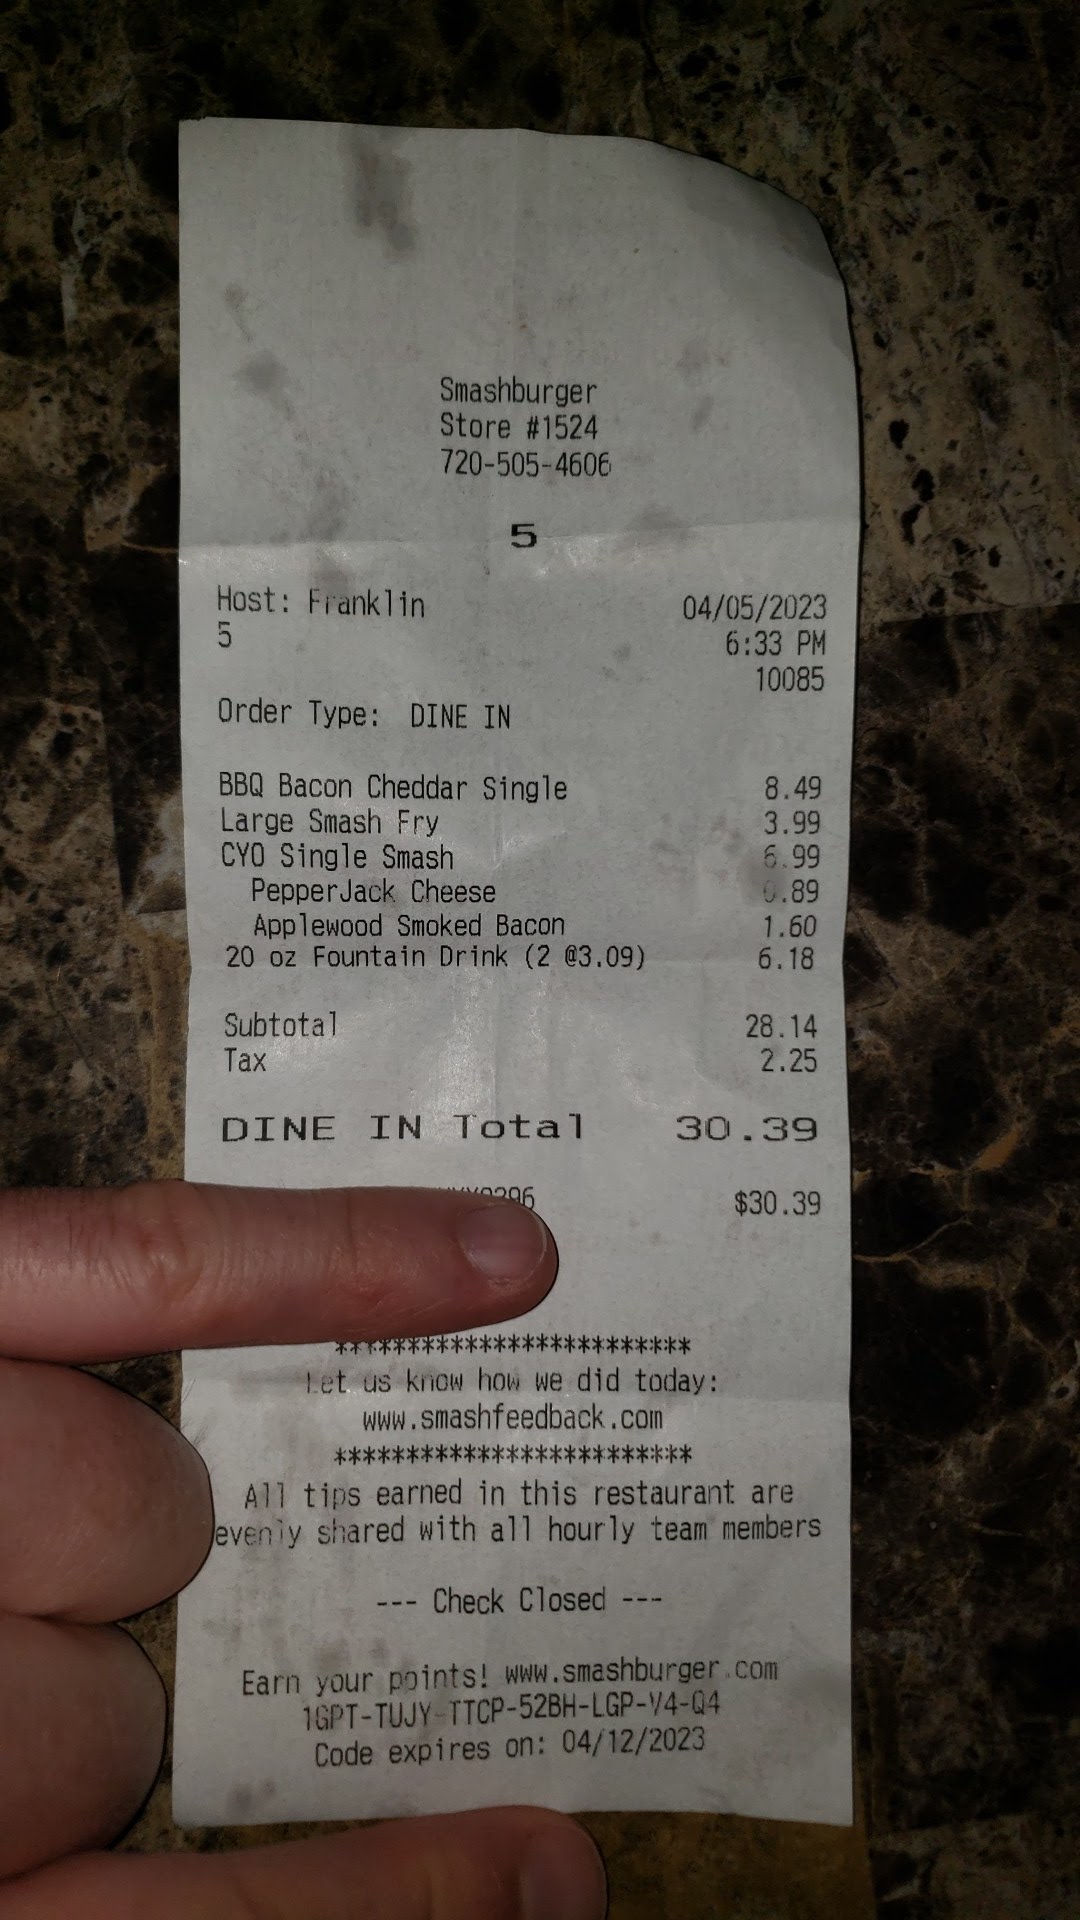 Smashburger
Store #1524
720-505-4606
5
Host: Franklin 04/05/2023
5 6:33 PM
10085
Order Type: DINE IN
BBQ Bacon Cheddar Single 8.49
Large Smash Fry 3.99
CYO Single Smash 6.99
PepperJack Cheese 0.89
Applewood Smoked Bacon 1.60
20 oz Fountain Drink (2 @3.09) 6.18
Subtotal 28.14
Tax 2.25
DINE IN Total 30.39
$30.39
*************************
Let us know how we did today:
www.smashfeedback.com
*************************
All tips earned in this restaurant are
evenly shared with all hourly team members
--- Check Closed ---
Earn your points! www.smashburger.com
1GPT-TUJY-TTCP-52BH-LGP-V4-Q4
Code expires on: 04/12/2023